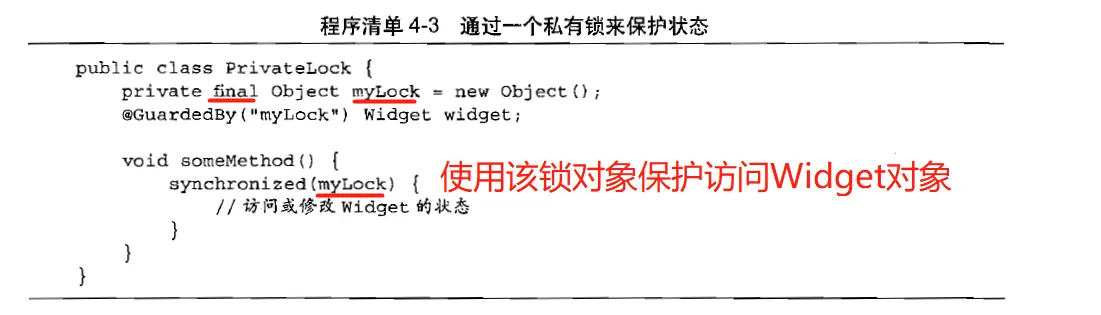 程序清单 4-3 通过一个私有锁来保护状态
public class PrivateLock {
private final Object myLock = new Object();
@GuardedBy("myLock") Widget widget;
void someMethod() {
synchronized(myLock) { 使用该锁对象保护访问Widget对象
// 访问或修改 Widget 的状态
}
}
}